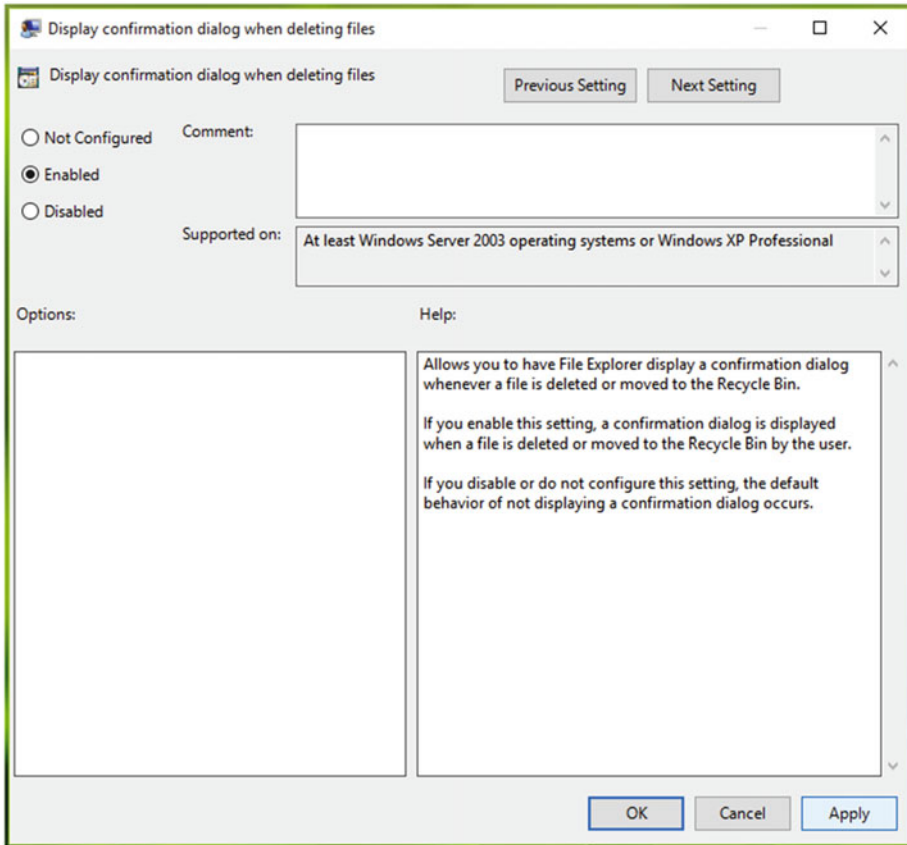 Display confirmation dialog when deleting files
Display confirmation dialog when deleting files
Previous Setting
Next Setting
Not Configured
Comment:
Enabled
Disabled
Supported on:
At least Windows Server 2003 operating systems or Windows XP Professional
Options:
Help:
Allows you to have File Explorer display a confirmation dialog
whenever a file is deleted or moved to the Recycle Bin.
If you enable this setting, a confirmation dialog is displayed
when a file is deleted or moved to the Recycle Bin by the user.
If you disable or do not configure this setting, the default
behavior of not displaying a confirmation dialog occurs.
OK
Cancel
Apply